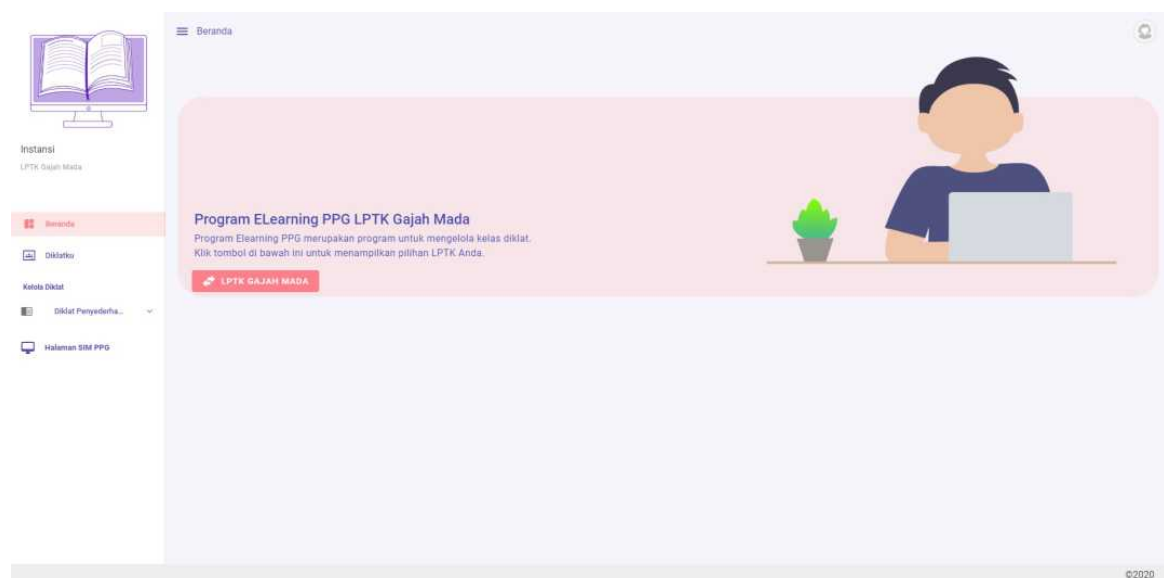 Beranda
Instansi
LPTK Gajah Mada
Beranda
Diklatku
Kelola Diklat
Diklat Penyederha...
Halaman SIM PPG
Program ELearning PPG LPTK Gajah Mada
Program Elearning PPG merupakan program untuk mengelola kelas diklat.
Klik tombol di bawah ini untuk menampilkan pilihan LPTK Anda.
LPTK GAJAH MADA
©2020